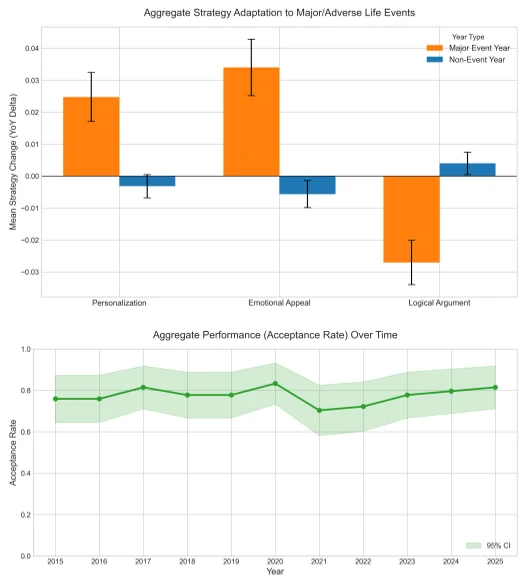 Aggregate Strategy Adaptation to Major/Adverse Life Events
Year Type
Major Event Year
Non-Event Year
Mean Strategy Change (YoY Delta)
0.04
0.03
0.02
0.01
0.00
−0.01
−0.02
−0.03
Personalization Emotional Appeal Logical Argument
Aggregate Performance (Acceptance Rate) Over Time
Acceptance Rate
1.0
0.8
0.6
0.4
0.2
0.0
95% CI
2015 2016 2017 2018 2019 2020 2021 2022 2023 2024 2025
Year